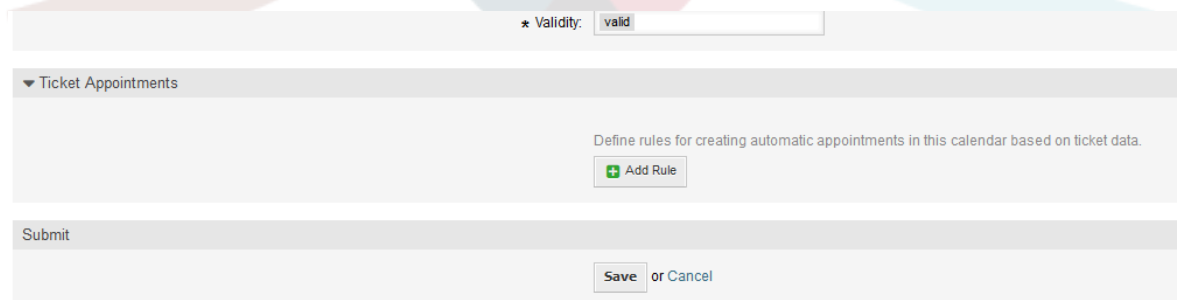 ★ Validity: valid
Ticket Appointments
Define rules for creating automatic appointments in this calendar based on ticket data.
Add Rule
Submit
Save or Cancel